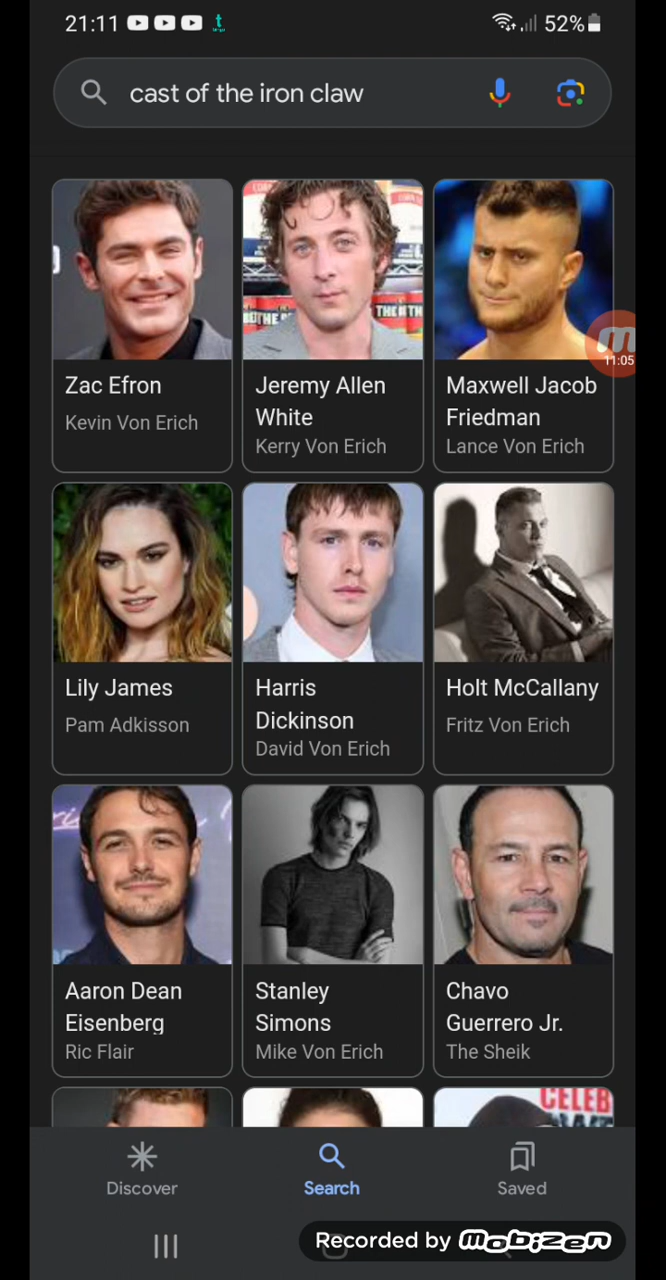 21:11
52%
cast of the iron claw
11:05
Zac Efron
Kevin Von Erich
Jeremy Allen
White
Kerry Von Erich
Maxwell Jacob
Friedman
Lance Von Erich
Lily James
Pam Adkisson
Harris
Dickinson
David Von Erich
Holt McCallany
Fritz Von Erich
Aaron Dean
Eisenberg
Ric Flair
Stanley
Simons
Mike Von Erich
Chavo
Guerrero Jr.
The Sheik
CELEB
Discover
Search
Saved
Recorded by mobizen